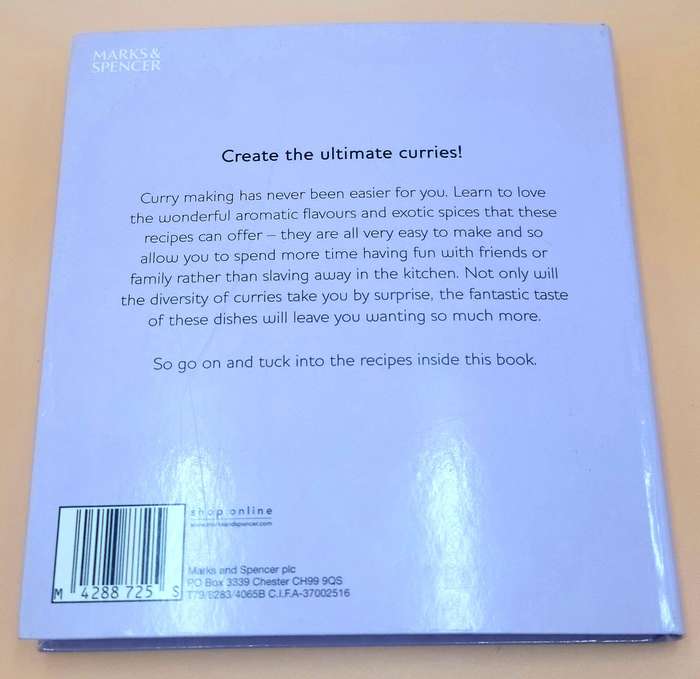 MARKS &
SPENCER
Create the ultimate curries!
Curry making has never been easier for you. Learn to love
the wonderful aromatic flavours and exotic spices that these
recipes can offer – they are all very easy to make and so
allow you to spend more time having fun with friends or
family rather than slaving away in the kitchen. Not only will
the diversity of curries take you by surprise, the fantastic taste
of these dishes will leave you wanting so much more.
So go on and tuck into the recipes inside this book.
shop online
www.marksandspencer.com
Marks and Spencer plc
PO Box 3339 Chester CH99 9QS
T79/8283/4065B C.I.F.A-37002516
M 4288 725 S